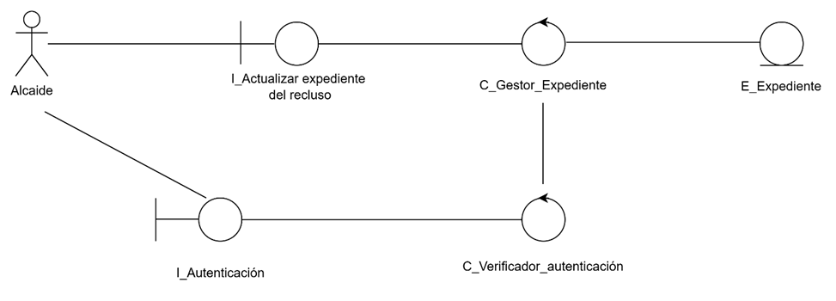 Alcaide
I_Actualizar expediente
del recluso
C_Gestor_Expediente
E_Expediente
I_Autenticación
C_Verificador_autenticación